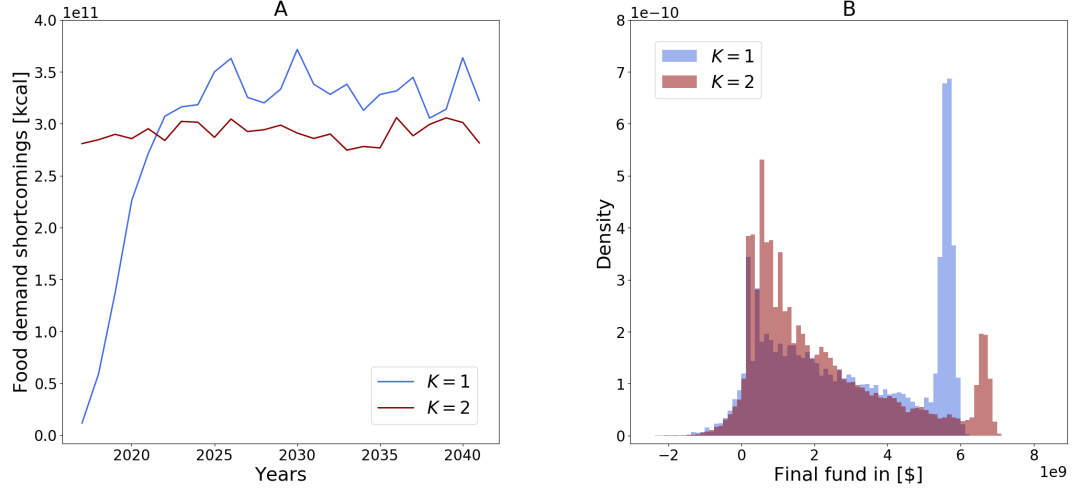 A
1e11
4.0
3.5
3.0
2.5
2.0
1.5
1.0
0.5
0.0
Food demand shortcomings [kcal]
K = 1
K = 2
2020 2025 2030 2035 2040
Years
B
1e−10
8
7
6
5
4
3
2
1
0
Density
K = 1
K = 2
−2 0 2 4 6 8
1e9
Final fund in [$]